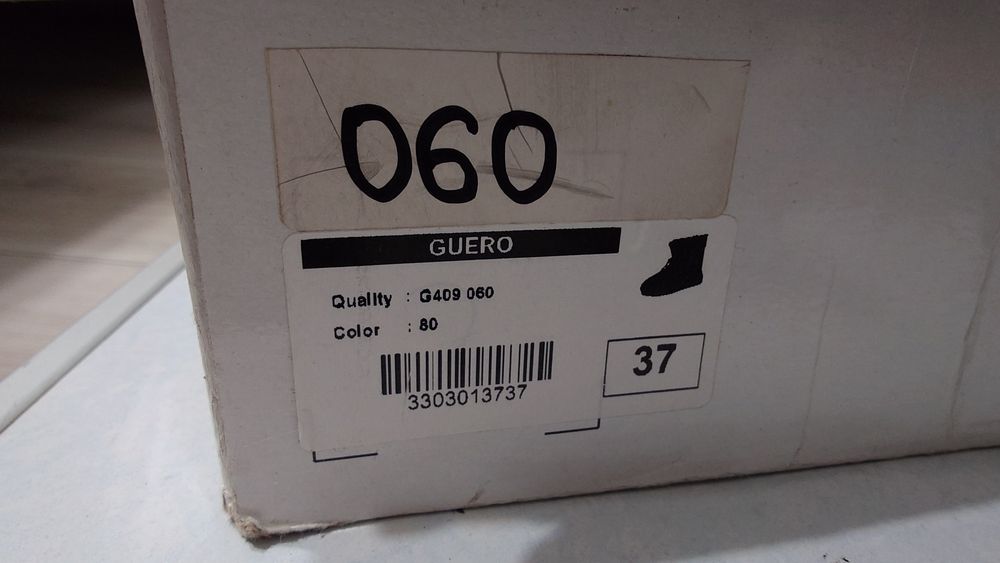 060
GUERO
Quality : G409 060
Color : 80
3303013737
37